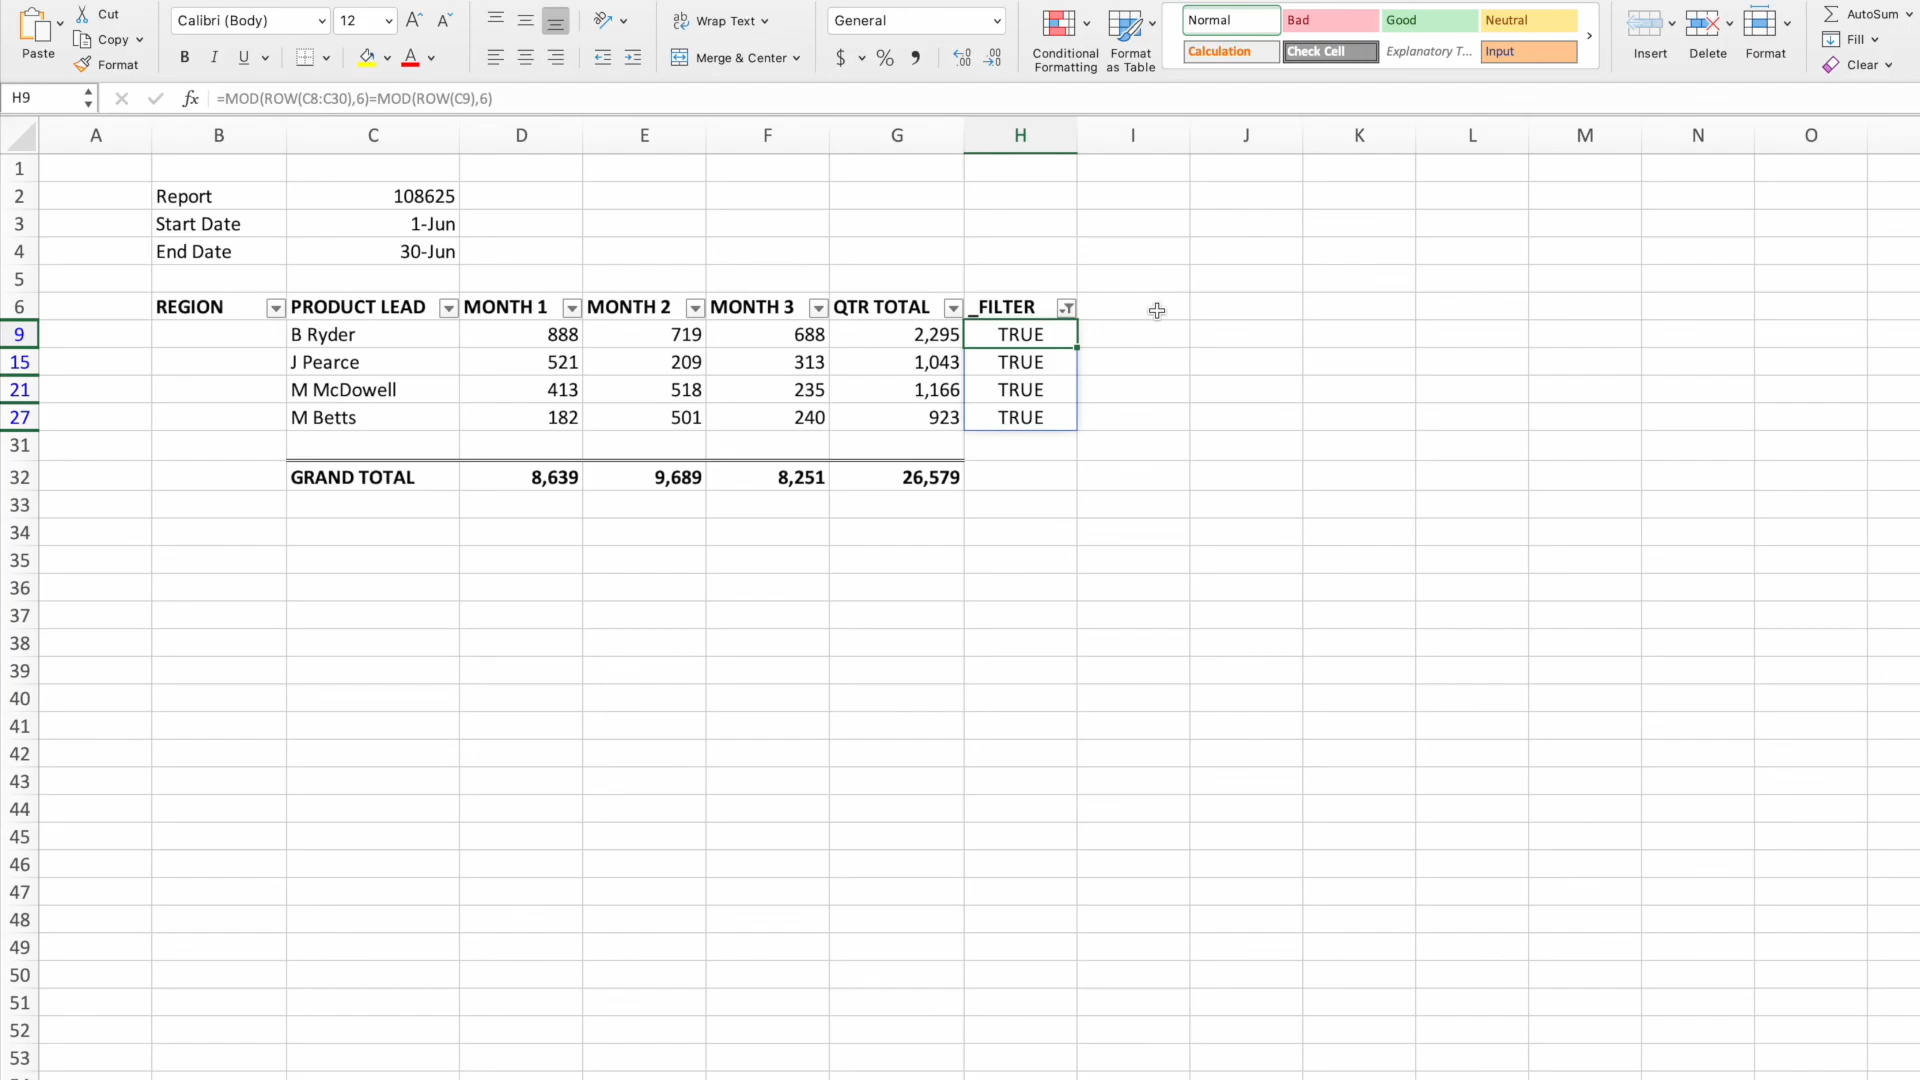 Paste
Cut
Copy
Format
Calibri (Body)
12
A
A
B
I
U
A
ab
Wrap Text
Merge & Center
General
$
%
Conditional Formatting
Format as Table
Normal
Bad
Good
Neutral
Calculation
Check Cell
Explanatory T...
Input
Insert
Delete
Format
AutoSum
Fill
Clear
H9
fx
=MOD(ROW(C8:C30),6)=MOD(ROW(C9),6)
A B C D E F G H I J K L M N O
1
2 Report 108625
3 Start Date 1-Jun
4 End Date 30-Jun
5
6 REGION PRODUCT LEAD MONTH 1 MONTH 2 MONTH 3 QTR TOTAL _FILTER
9 B Ryder 888 719 688 2,295 TRUE
15 J Pearce 521 209 313 1,043 TRUE
21 M McDowell 413 518 235 1,166 TRUE
27 M Betts 182 501 240 923 TRUE
31
32 GRAND TOTAL 8,639 9,689 8,251 26,579
33
34
35
36
37
38
39
40
41
42
43
44
45
46
47
48
49
50
51
52
53